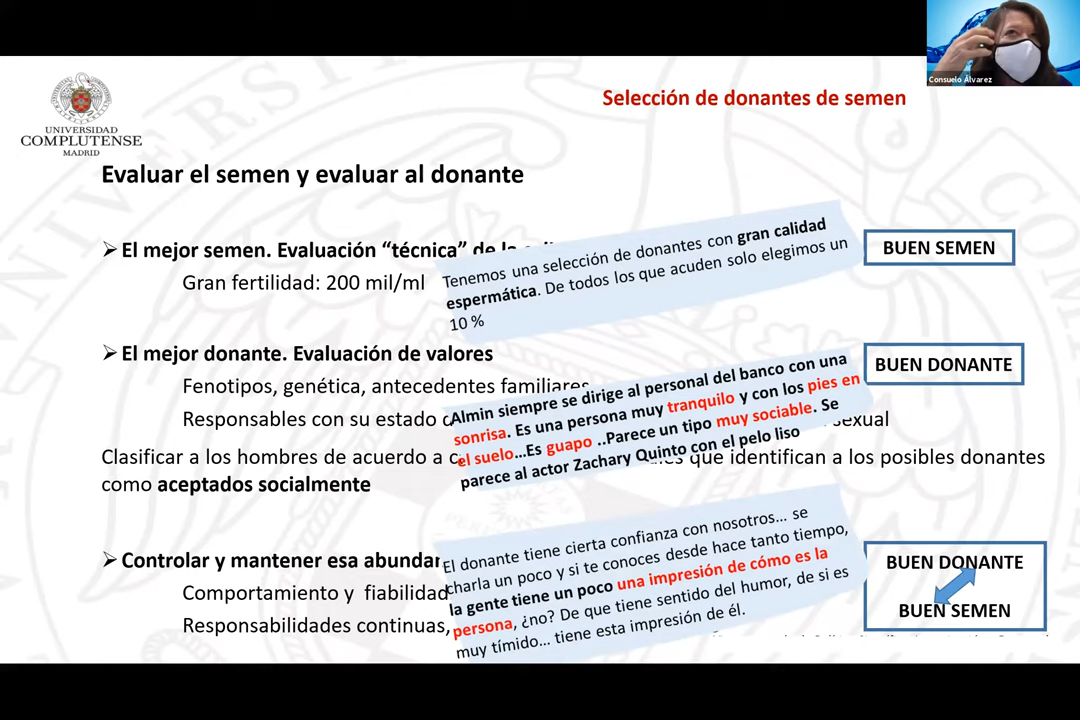 Consuelo Álvarez
UNIVERSIDAD
COMPLUTENSE
MADRID
Selección de donantes de semen
Evaluar el semen y evaluar al donante
➢ El mejor semen. Evaluación “técnica” de la
Gran fertilidad: 200 mil/ml
Tenemos una selección de donantes con gran calidad
espermática. De todos los que acuden solo elegimos un
10 %
BUEN SEMEN
➢ El mejor donante. Evaluación de valores
Fenotipos, genética, antecedentes familiares
Responsables con su estado
sexual
Almin siempre se dirige al personal del banco con una
sonrisa. Es una persona muy tranquilo y con los pies en
el suelo...Es guapo ..Parece un tipo muy sociable. Se
parece al actor Zachary Quinto con el pelo liso
BUEN DONANTE
Clasificar a los hombres de acuerdo a que identifican a los posibles donantes
como aceptados socialmente
➢ Controlar y mantener esa
Comportamiento y fiabilidad
Responsabilidades continuas,
El donante tiene cierta confianza con nosotros... se
charla un poco y si te conoces desde hace tanto tiempo,
la gente tiene un poco una impresión de cómo es la
persona, ¿no? De que tiene sentido del humor, de si es
muy tímido... tiene esta impresión de él.
BUEN DONANTE
BUEN SEMEN